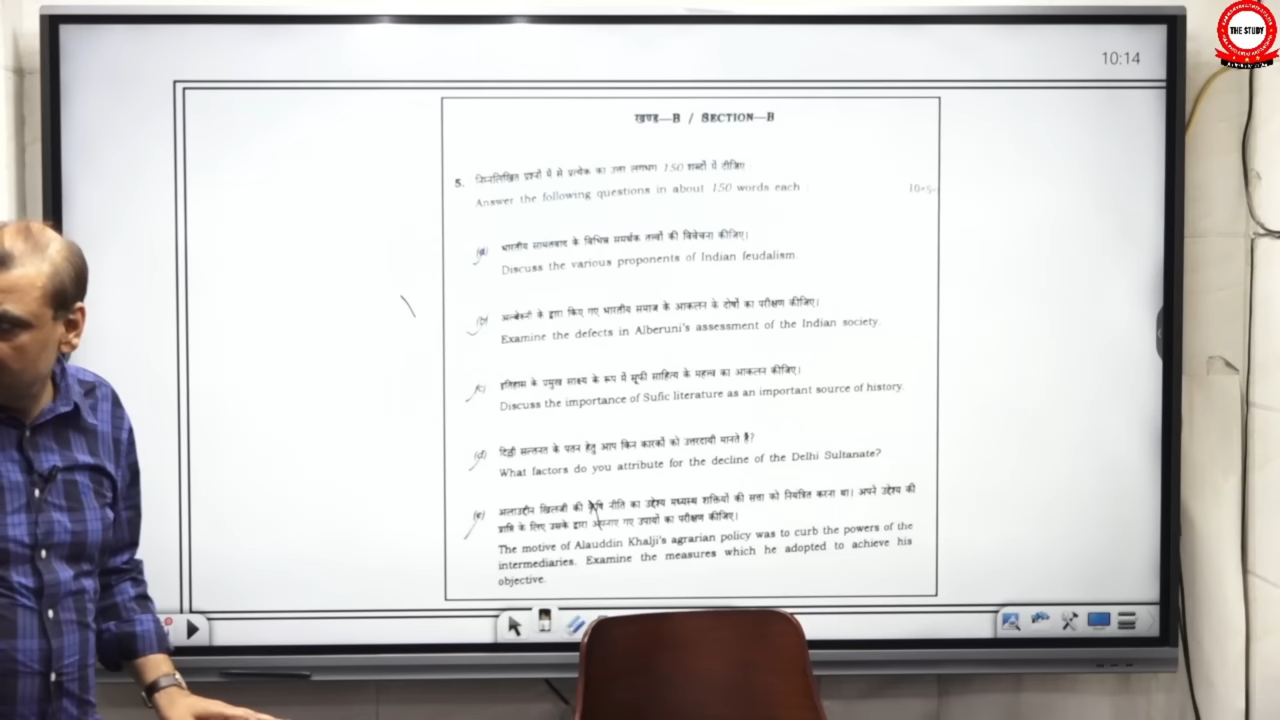 THE STUDY
10:14
खण्ड—B / SECTION—B
5. निम्नलिखित प्रश्नों में से प्रत्येक का उत्तर लगभग 150 शब्दों में दीजिए
Answer the following questions in about 150 words each
10×5=
(a) भारतीय सामंतवाद के विभिन्न समर्थक तत्त्वों की विवेचना कीजिए।
Discuss the various proponents of Indian feudalism.
(b) अल्बेरूनी के द्वारा किए गए भारतीय समाज के आकलन के दोषों का परीक्षण कीजिए।
Examine the defects in Alberuni's assessment of the Indian society.
(c) इतिहास के प्रमुख साक्ष्य के रूप में सूफी साहित्य के महत्त्व का आकलन कीजिए।
Discuss the importance of Sufic literature as an important source of history.
(d) दिल्ली सल्तनत के पतन हेतु आप किन कारकों को उत्तरदायी मानते हैं?
What factors do you attribute for the decline of the Delhi Sultanate?
(e) अलाउद्दीन खिलजी की कृषि नीति का उद्देश्य मध्यस्थ शक्तियों की सत्ता को नियंत्रित करना था। अपने उद्देश्य की
प्राप्ति के लिए उसके द्वारा अपनाए गए उपायों का परीक्षण कीजिए।
The motive of Alauddin Khalji's agrarian policy was to curb the powers of the
intermediaries. Examine the measures which he adopted to achieve his
objective.